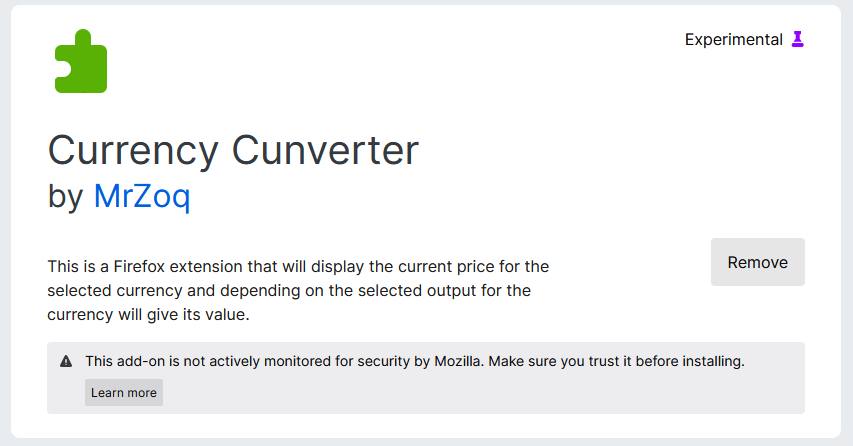 Experimental
Currency Cunverter
by MrZoq
This is a Firefox extension that will display the current price for the
selected currency and depending on the selected output for the
currency will give its value.
Remove
This add-on is not actively monitored for security by Mozilla. Make sure you trust it before installing.
Learn more